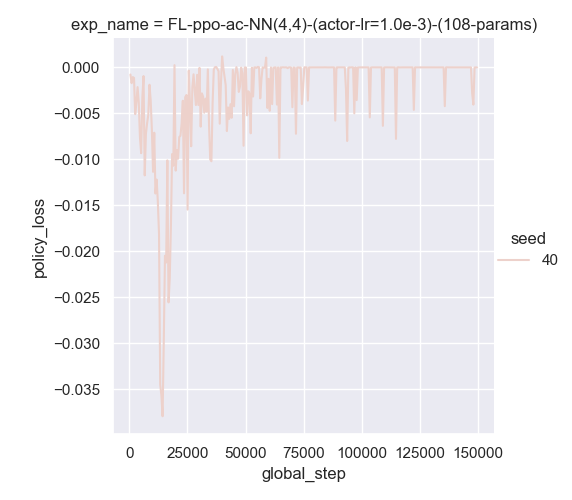 exp_name = FL-ppo-ac-NN(4,4)-(actor-lr=1.0e-3)-(108-params)
0.000
−0.005
−0.010
−0.015
−0.020
−0.025
−0.030
−0.035
policy_loss
seed
40
0 25000 50000 75000 100000 125000 150000
global_step